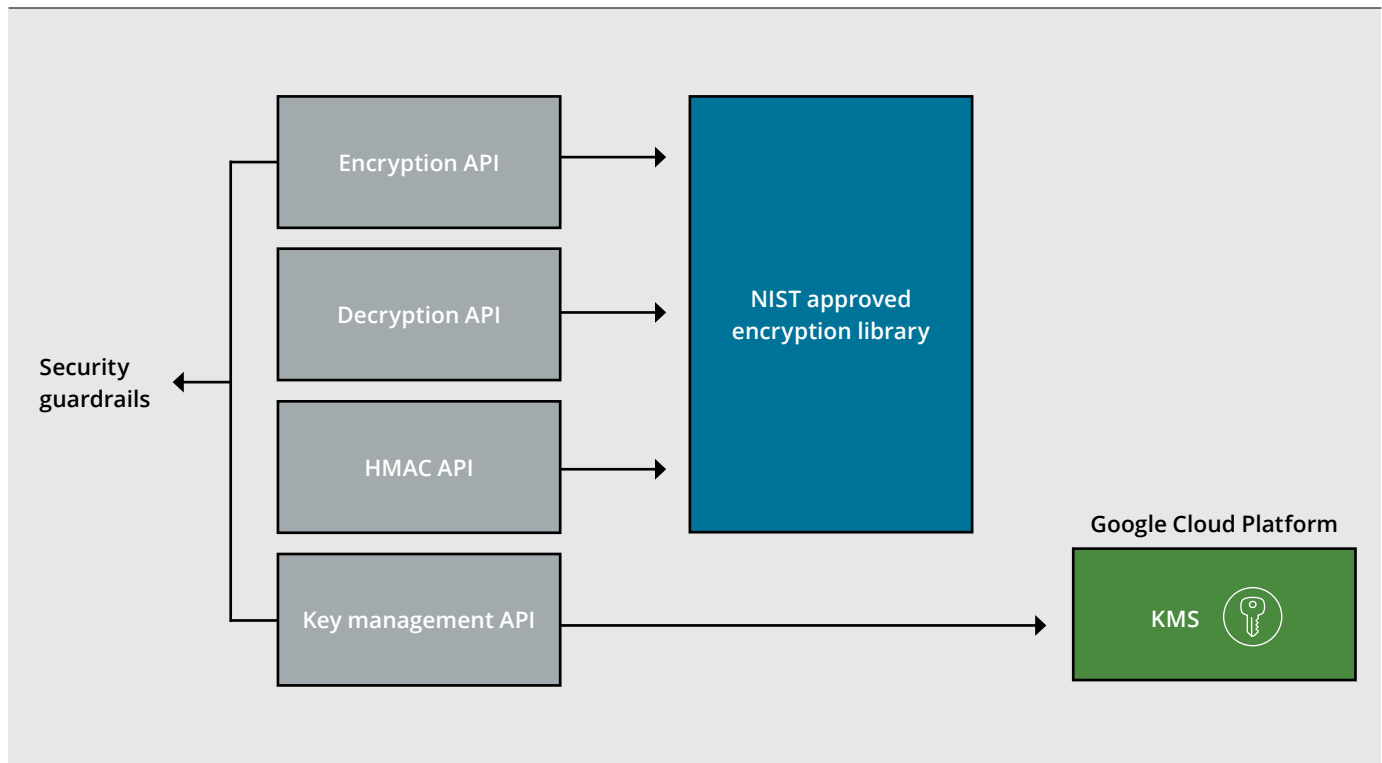 Encryption API
Decryption API
HMAC API
Key management API
Security
guardrails
NIST approved
encryption library
Google Cloud Platform
KMS